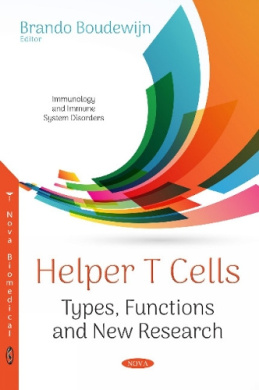 Brando Boudewijn
Editor
Immunology
and Immune
System Disorders
Nova Biomedical
Helper T Cells
Types, Functions
and New Research
NOVA